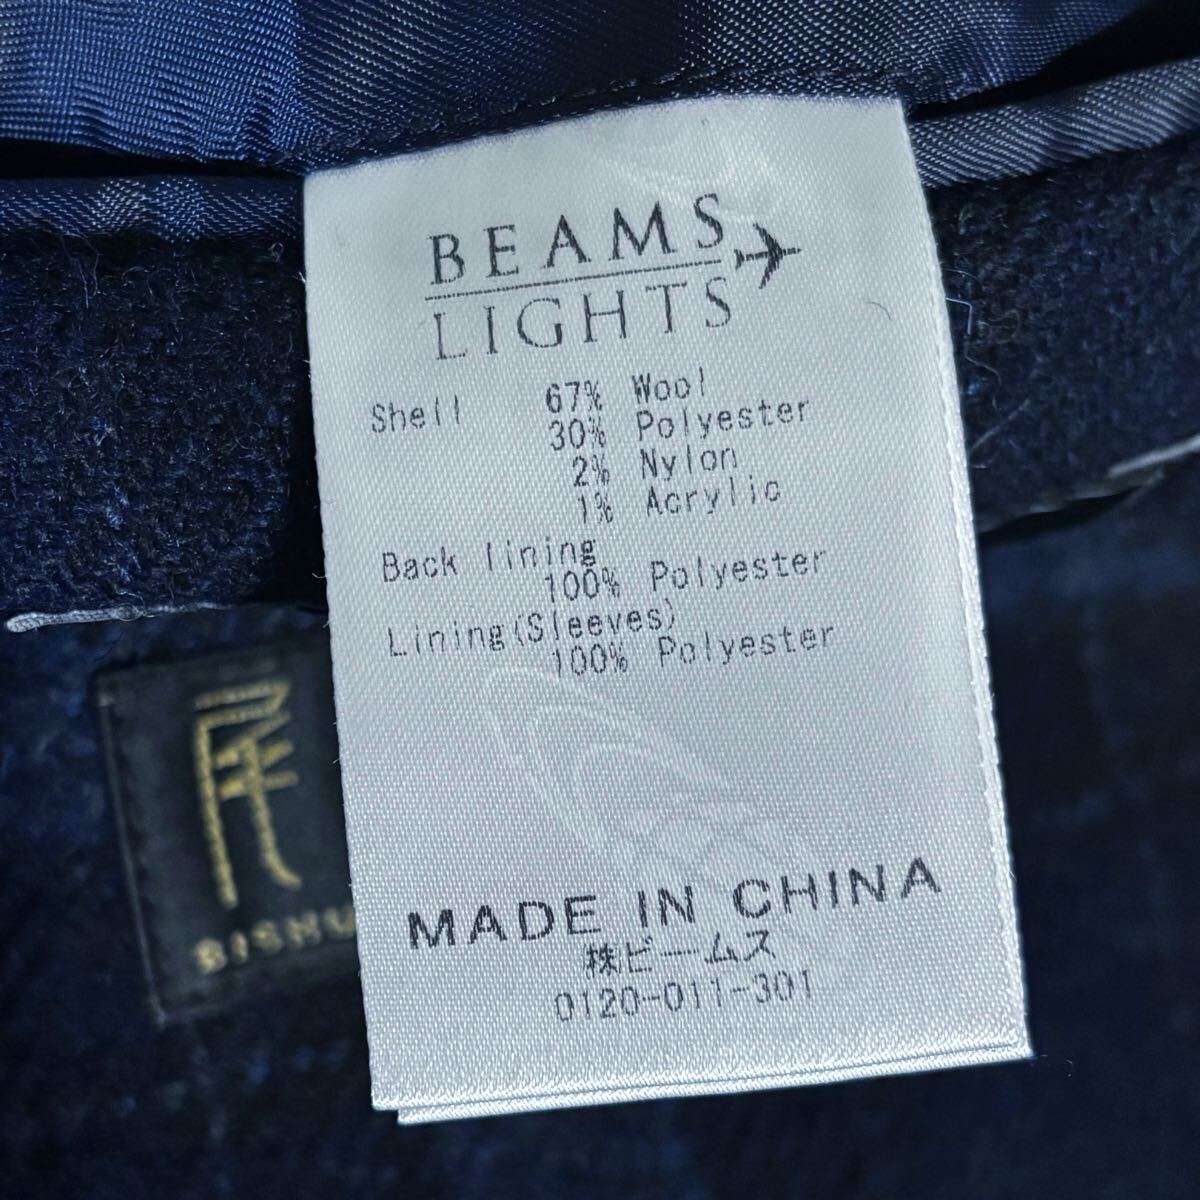 BEAMS
LIGHTS
Shell 67% Wool
30% Polyester
2% Nylon
1% Acrylic
Back lining
100% Polyester
Lining(Sleeves)
100% Polyester
MADE IN CHINA
株ビームス
0120-011-301
尾
BISHU